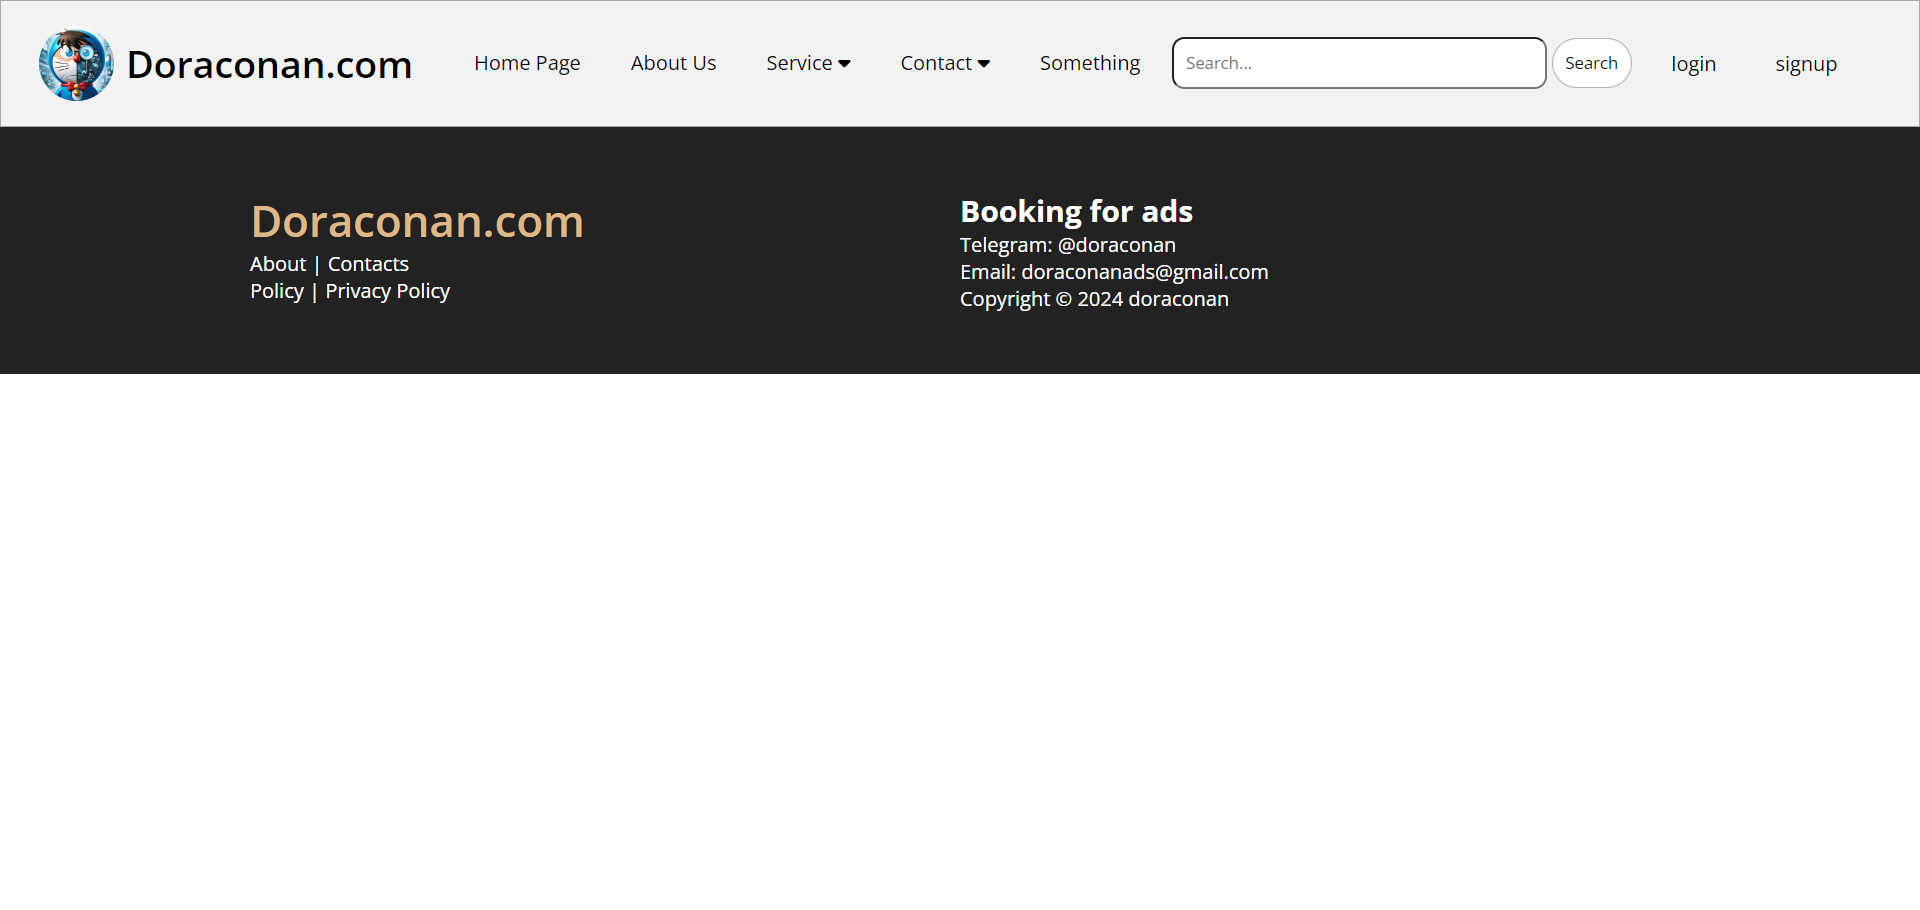 Doraconan.com
Home Page
About Us
Service
Contact
Something
Search...
Search
login
signup
Doraconan.com
About | Contacts
Policy | Privacy Policy
Booking for ads
Telegram: @doraconan
Email: doraconanads@gmail.com
Copyright © 2024 doraconan